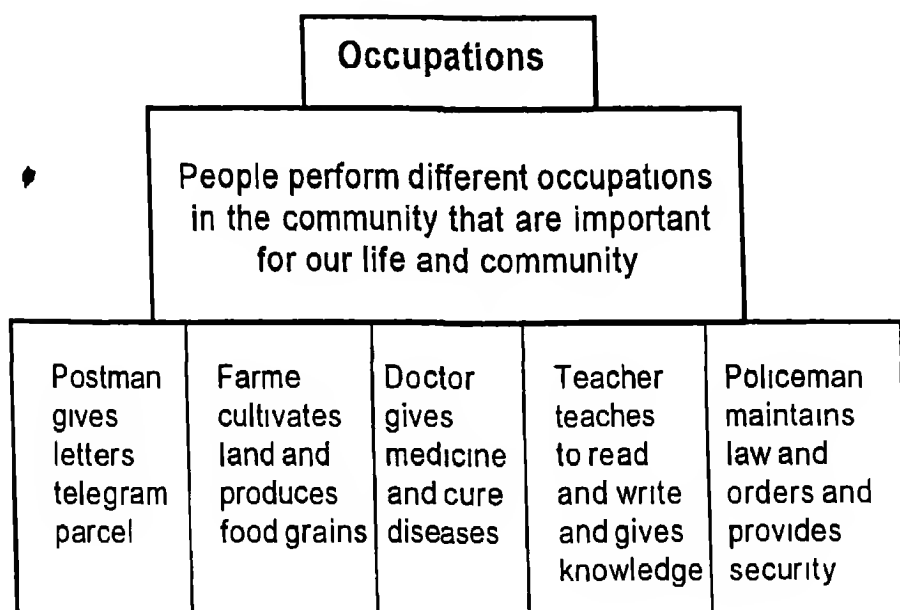 Occupations
People perform different occupations
in the community that are important
for our life and community
Postman
gives
letters
telegram
parcel
Farme
cultivates
land and
produces
food grains
Doctor
gives
medicine
and cure
diseases
Teacher
teaches
to read
and write
and gives
knowledge
Policeman
maintains
law and
orders and
provides
security